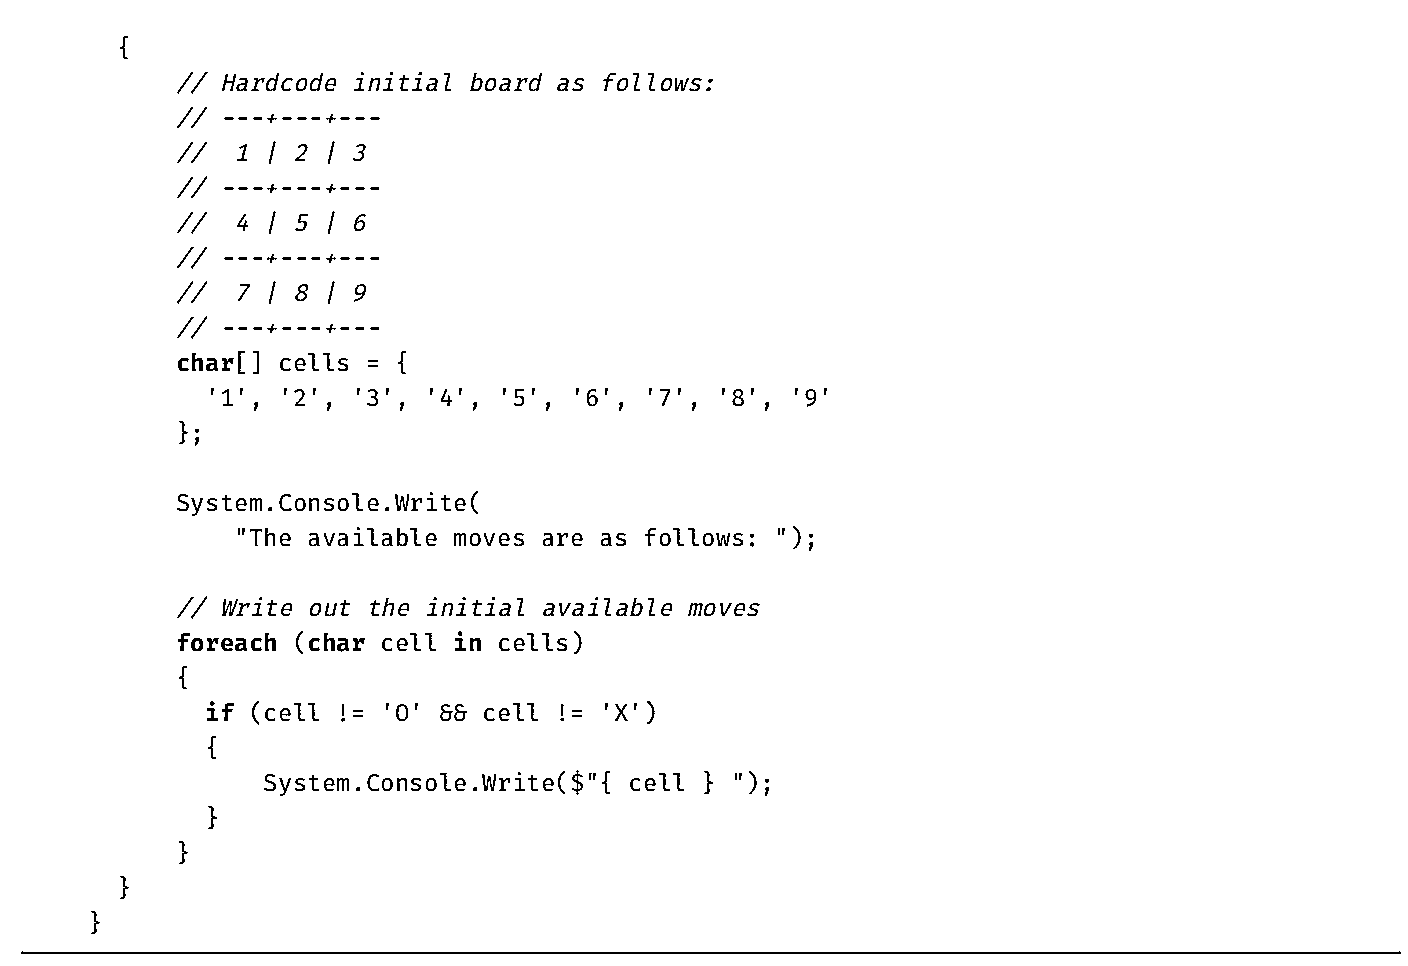 {
// Hardcode initial board as follows:
// ---+---+---
//  1 | 2 | 3
// ---+---+---
//  4 | 5 | 6
// ---+---+---
//  7 | 8 | 9
// ---+---+---
char[] cells = {
'1', '2', '3', '4', '5', '6', '7', '8', '9'
};
System.Console.Write(
"The available moves are as follows: ");
// Write out the initial available moves
foreach (char cell in cells)
{
if (cell != 'O' && cell != 'X')
{
System.Console.Write($"{ cell } ");
}
}
}
}